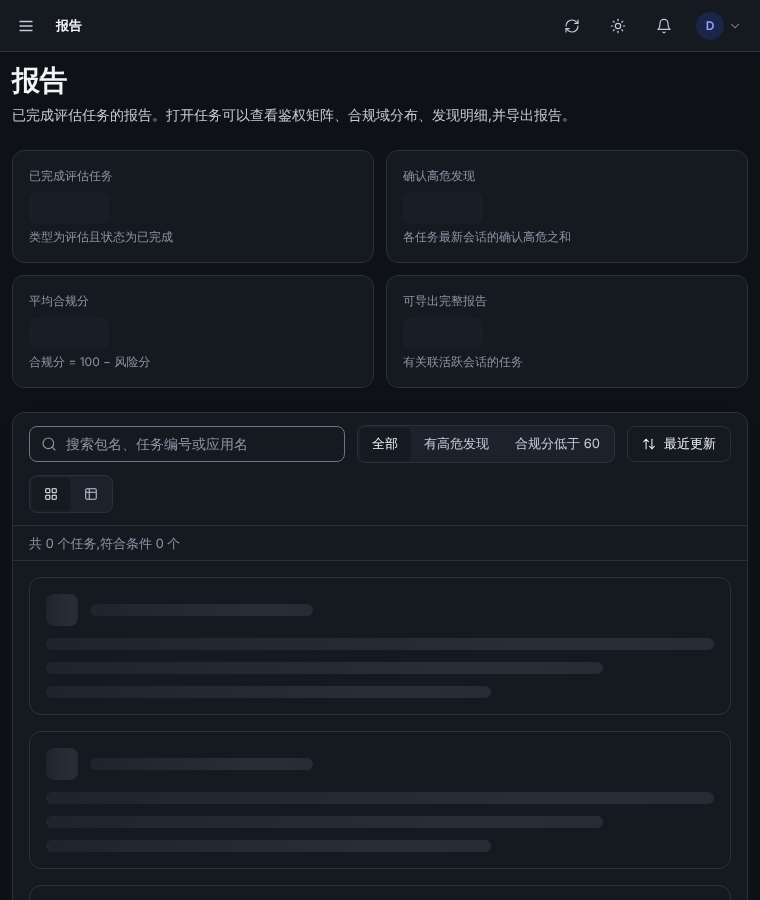 报告
D
报告
已完成评估任务的报告。打开任务可以查看鉴权矩阵、合规域分布、发现明细,并导出报告。
已完成评估任务
类型为评估且状态为已完成
确认高危发现
各任务最新会话的确认高危之和
平均合规分
合规分 = 100 − 风险分
可导出完整报告
有关联活跃会话的任务
搜索包名、任务编号或应用名
全部
有高危发现
合规分低于 60
最近更新
共 0 个任务,符合条件 0 个